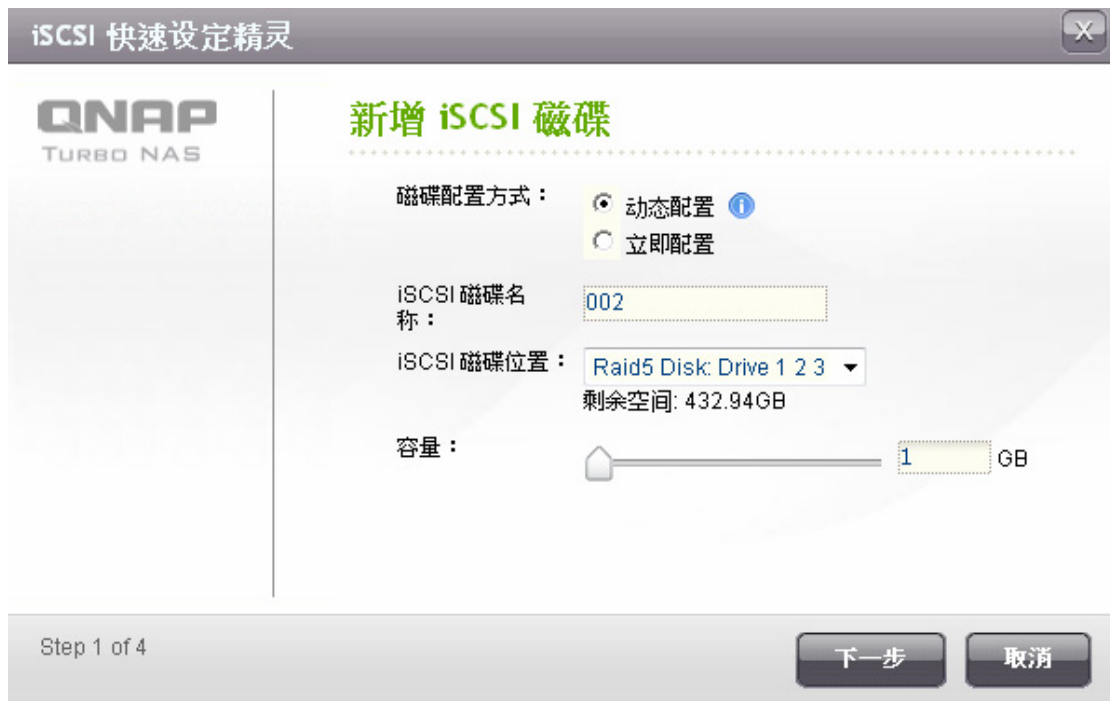 iSCSI 快速设定精灵
QNAP
TURBO NAS
新增 iSCSI 磁碟
磁碟配置方式：
动态配置
立即配置
iSCSI 磁碟名
称：
002
iSCSI 磁碟位置：
Raid5 Disk: Drive 1 2 3
剩余空间: 432.94GB
容量：
1 GB
Step 1 of 4
下一步 取消